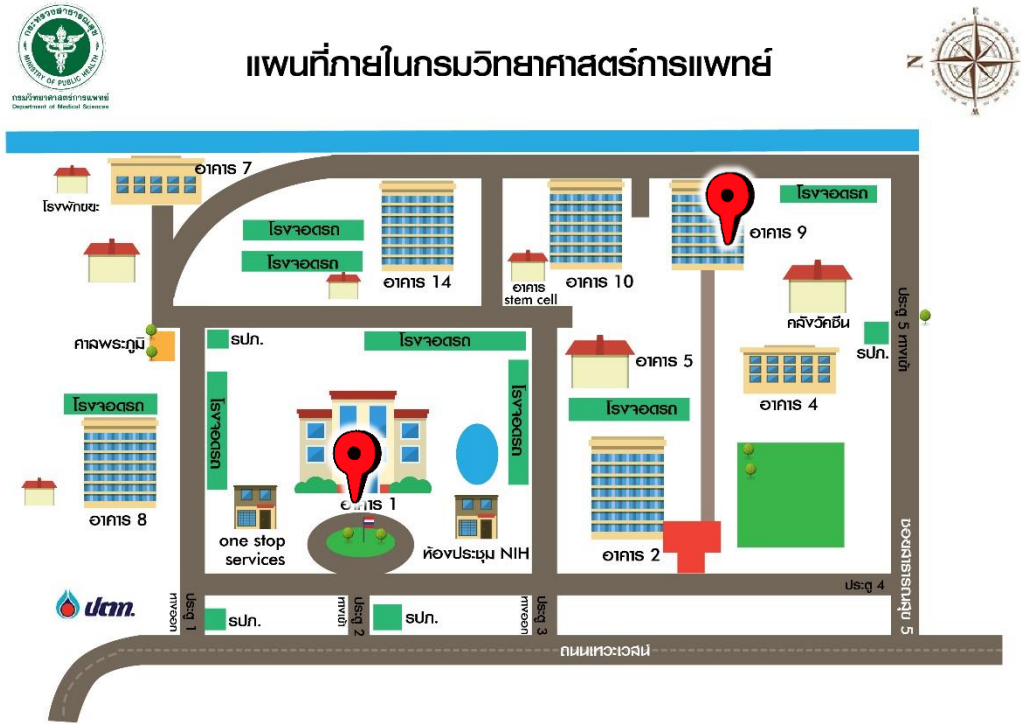 กระทรวงสาธารณสุข
MINISTRY OF PUBLIC HEALTH
กรมวิทยาศาสตร์การแพทย์
Department of Medical Sciences
แผนที่ภายในกรมวิทยาศาสตร์การแพทย์
E
N
S
อาคาร 7
โรงพักขยะ
โรงจอดรถ
โรงจอดรถ
อาคาร 14
อาคาร
stem cell
อาคาร 10
อาคาร 9
โรงจอดรถ
คลังวัคซีน
รปภ.
ประตู 5 ทางเข้า
ศาลพระภูมิ
รปภ.
โรงจอดรถ
อาคาร 5
อาคาร 4
โรงจอดรถ
โรงจอดรถ
โรงจอดรถ
โรงจอดรถ
อาคาร 8
อาคาร 1
one stop
services
ห้องประชุม NIH
อาคาร 2
ซอยสาธารณสุข 5
ประตู 4
ปตท.
ประตู 1
ทางออก
รปภ.
ประตู 2
ทางเข้า
รปภ.
ประตู 3
ทางออก
ถนนเทวะเวสน์